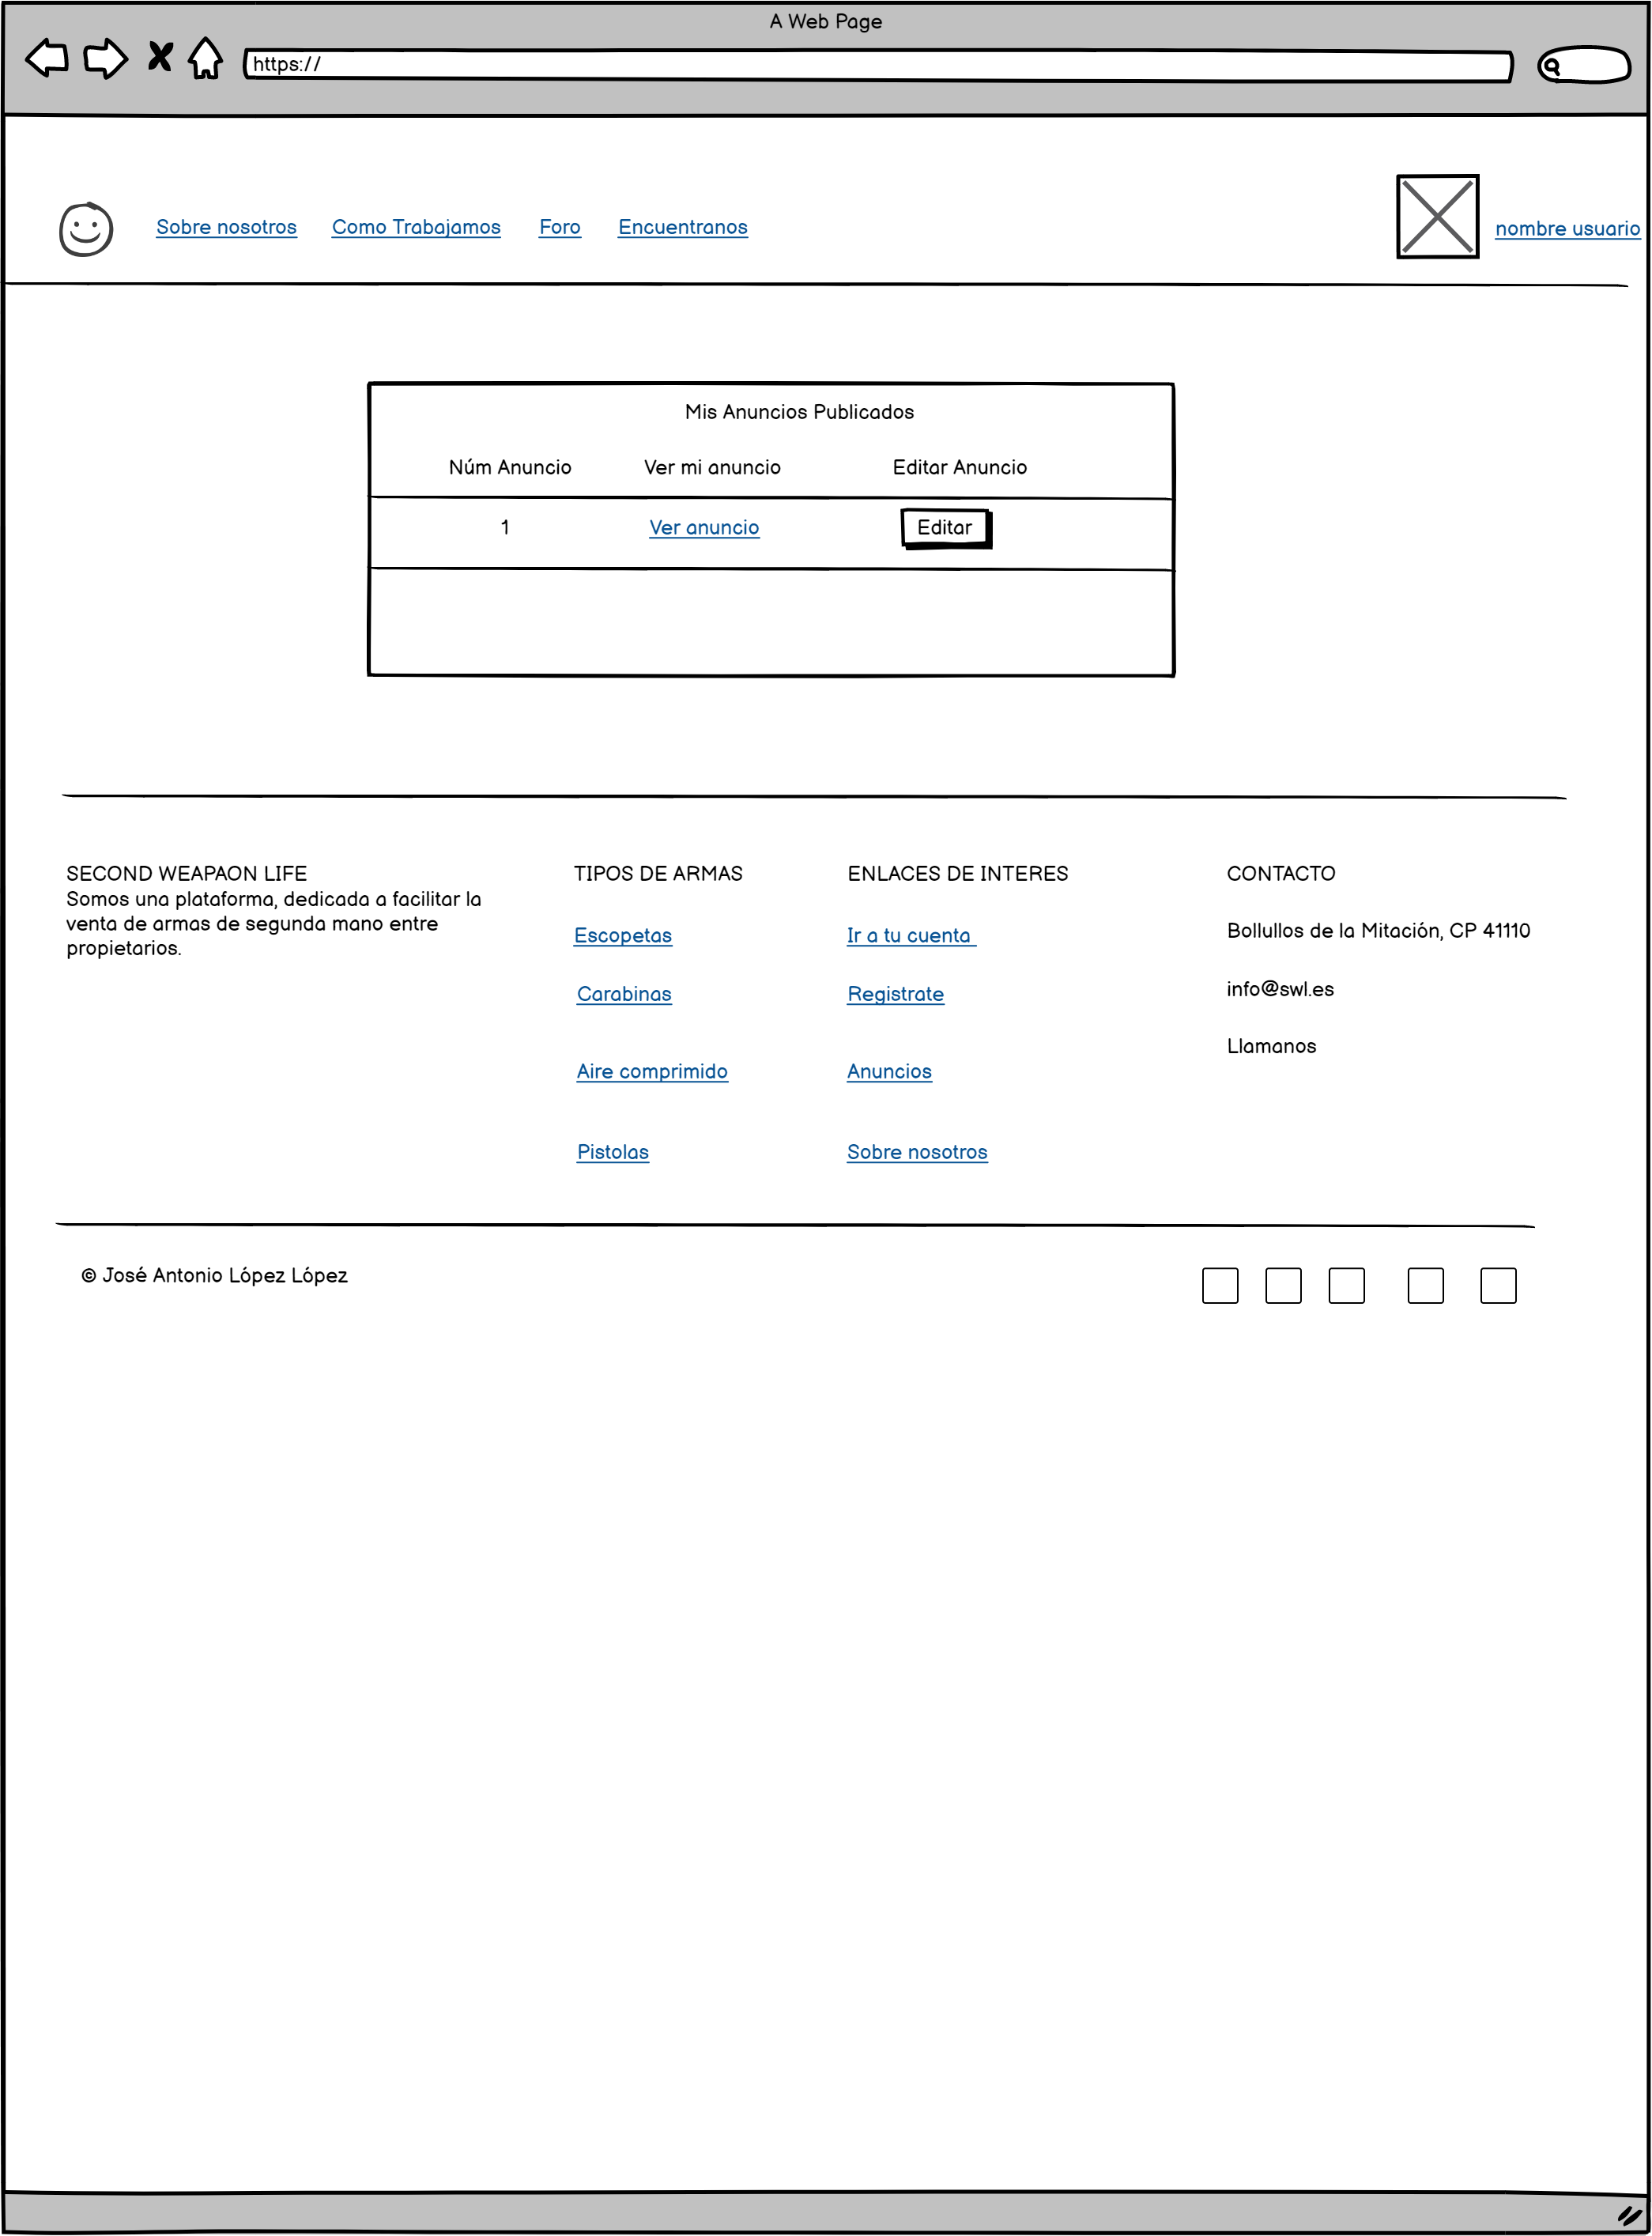 A Web Page
https://
Sobre nosotros Como Trabajamos Foro Encuentranos nombre usuario
Mis Anuncios Publicados
Núm Anuncio Ver mi anuncio Editar Anuncio
1 Ver anuncio Editar
SECOND WEAPAON LIFE
Somos una plataforma, dedicada a facilitar la
venta de armas de segunda mano entre
propietarios.
TIPOS DE ARMAS
Escopetas
Carabinas
Aire comprimido
Pistolas
ENLACES DE INTERES
Ir a tu cuenta
Registrate
Anuncios
Sobre nosotros
CONTACTO
Bollullos de la Mitación, CP 41110
info@swl.es
Llamanos
© José Antonio López López